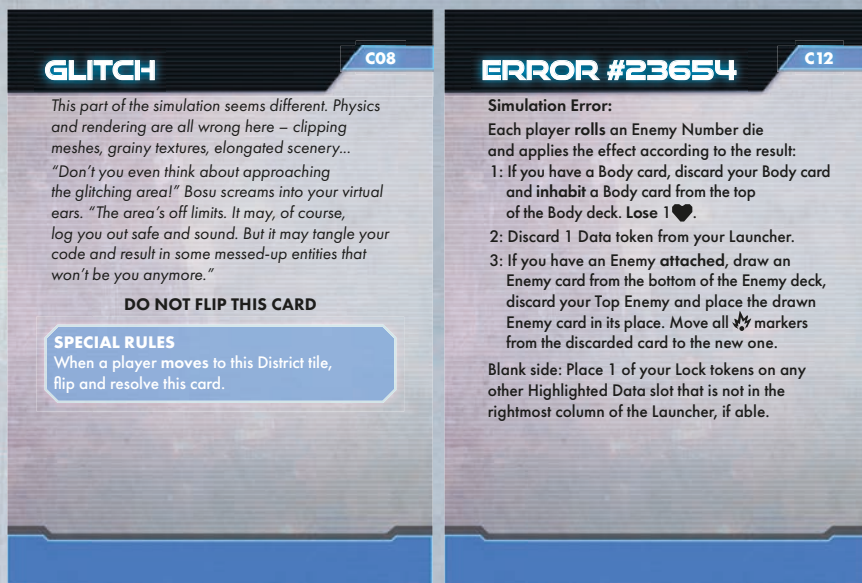 GLITCH
C08
This part of the simulation seems different. Physics
and rendering are all wrong here – clipping
meshes, grainy textures, elongated scenery...
“Don’t you even think about approaching
the glitching area!” Bosu screams into your virtual
ears. “The area’s off limits. It may, of course,
log you out safe and sound. But it may tangle your
code and result in some messed-up entities that
won’t be you anymore.”
DO NOT FLIP THIS CARD
SPECIAL RULES
When a player moves to this District tile,
flip and resolve this card.
ERROR #23654
C12
Simulation Error:
Each player rolls an Enemy Number die
and applies the effect according to the result:
1: If you have a Body card, discard your Body card
and inhabit a Body card from the top
of the Body deck. Lose 1.
2: Discard 1 Data token from your Launcher.
3: If you have an Enemy attached, draw an
Enemy card from the bottom of the Enemy deck,
discard your Top Enemy and place the drawn
Enemy card in its place. Move all markers
from the discarded card to the new one.
Blank side: Place 1 of your Lock tokens on any
other Highlighted Data slot that is not in the
rightmost column of the Launcher, if able.